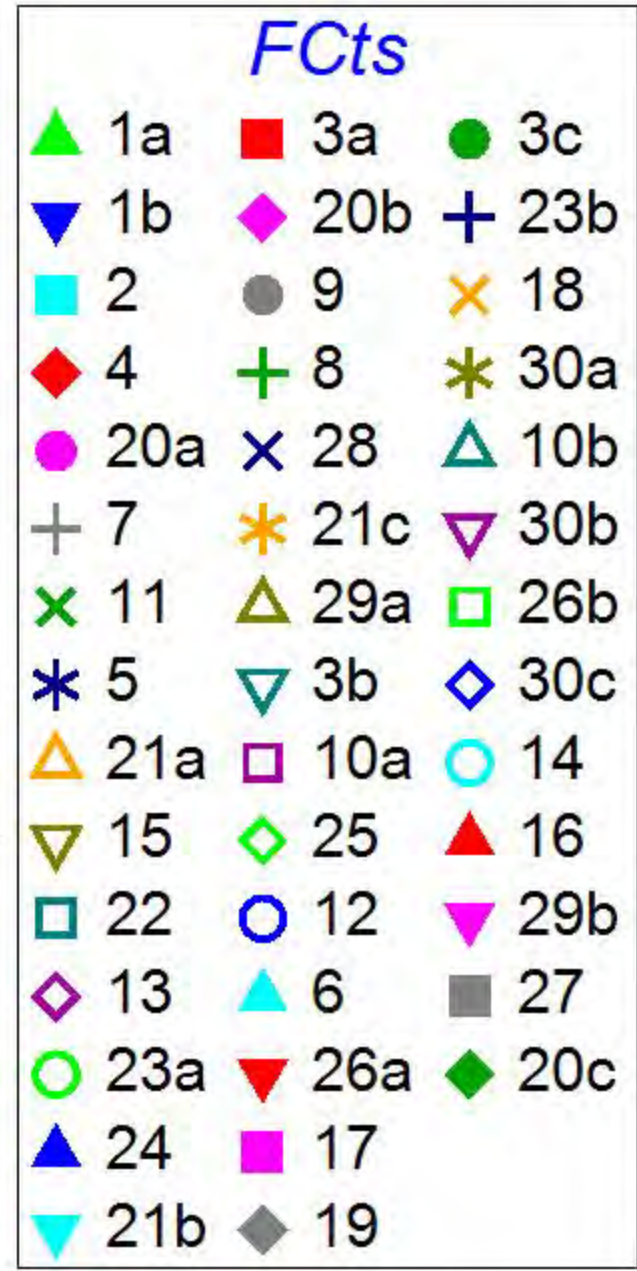 FCts
1a 3a 3c
1b 20b 23b
2 9 18
4 8 30a
20a 28 10b
7 21c 30b
11 29a 26b
5 3b 30c
21a 10a 14
15 25 16
22 12 29b
13 6 27
23a 26a 20c
24 17
21b 19